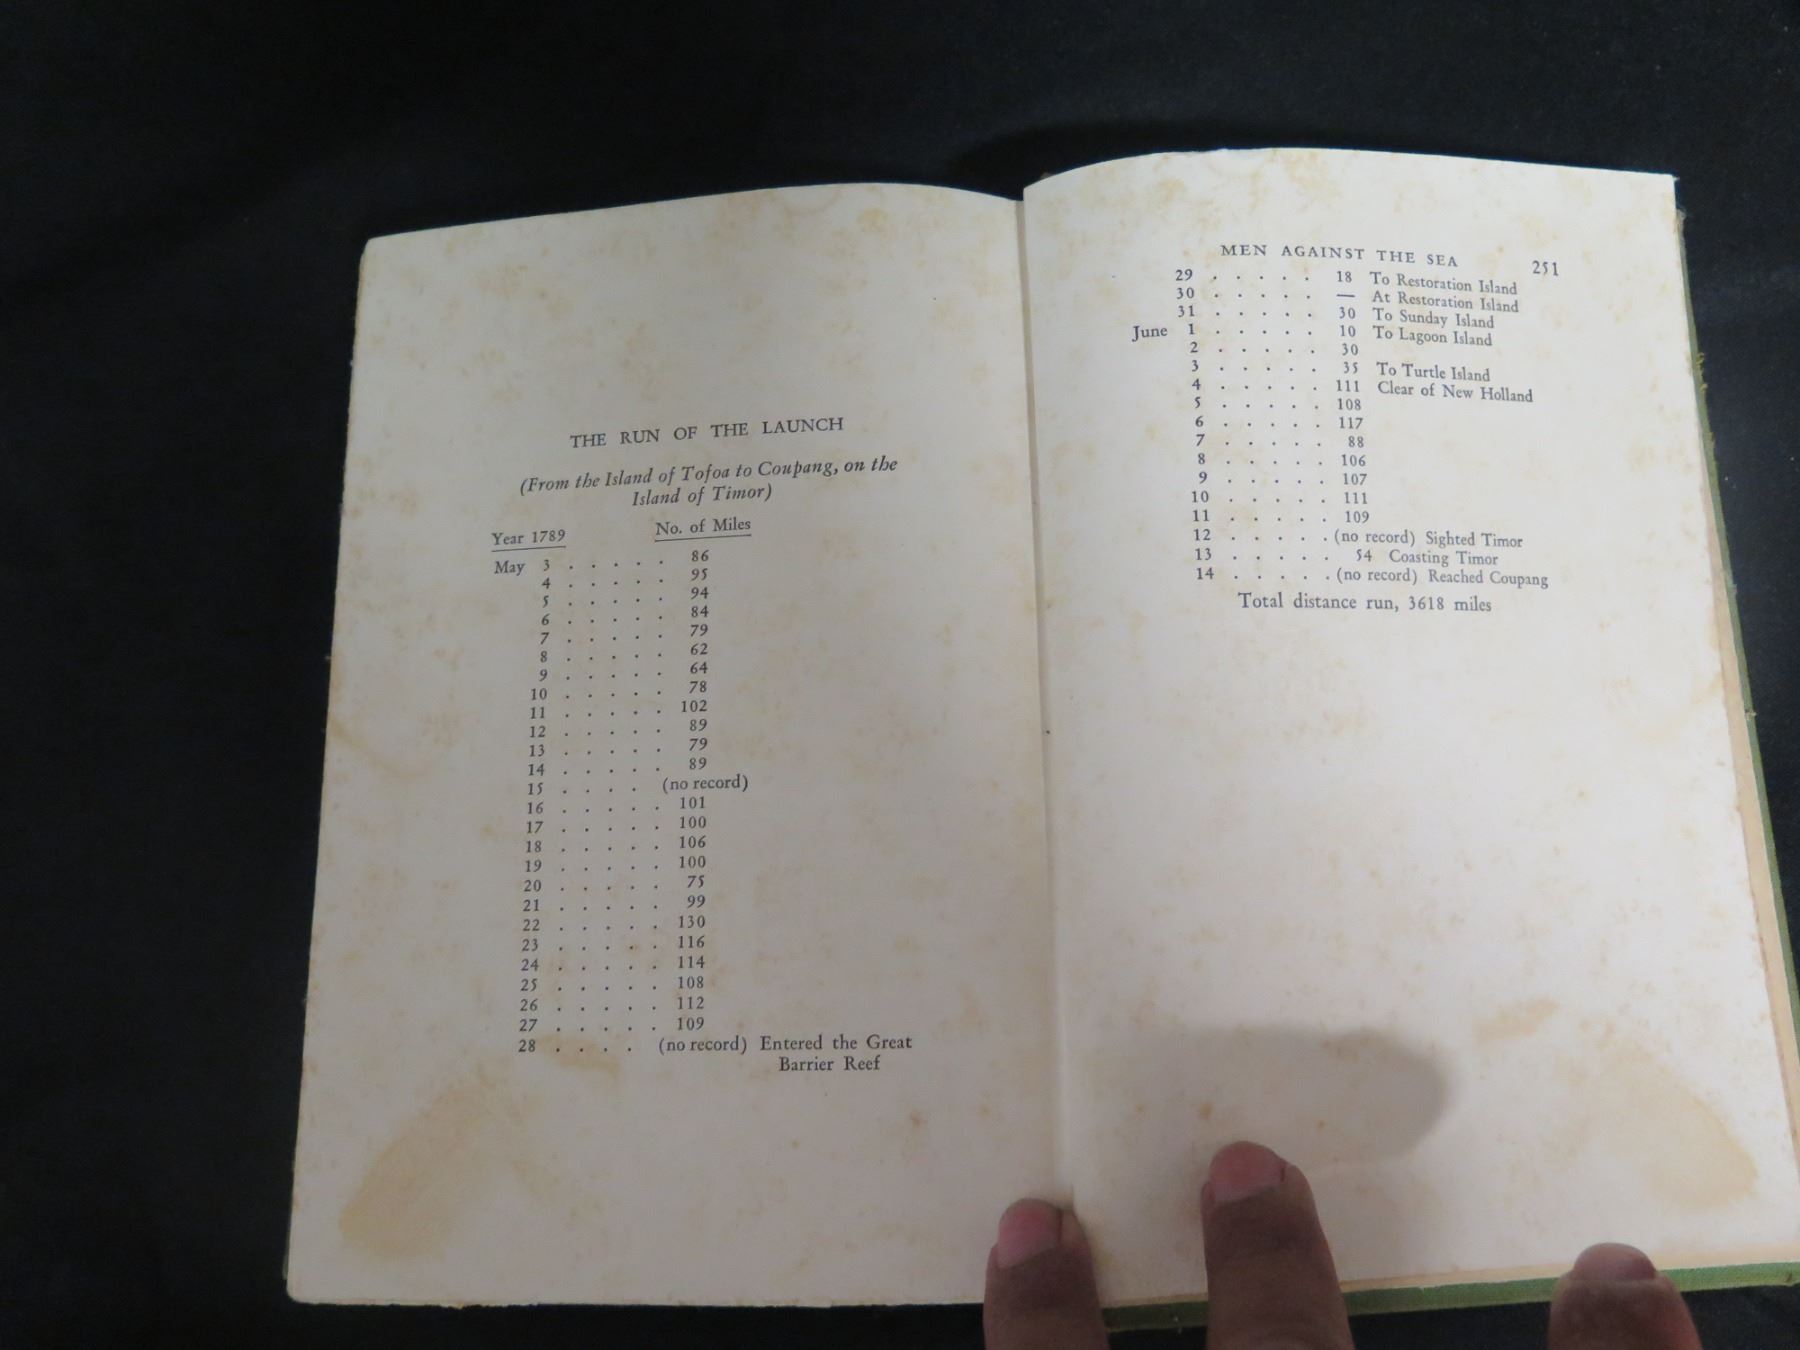 THE RUN OF THE LAUNCH
(From the Island of Tofoa to Coupang, on the
Island of Timor)
Year 1789 No. of Miles
May 3 . . . . . 86
4 . . . . . 95
5 . . . . . 94
6 . . . . . 84
7 . . . . . 79
8 . . . . . 62
9 . . . . . 64
10 . . . . . 78
11 . . . . . 102
12 . . . . . 89
13 . . . . . 79
14 . . . . . 89
15 . . . . (no record)
16 . . . . . 101
17 . . . . . 100
18 . . . . . 106
19 . . . . . 100
20 . . . . . 75
21 . . . . . 99
22 . . . . . 130
23 . . . . . 116
24 . . . . . 114
25 . . . . . 108
26 . . . . . 112
27 . . . . . 109
28 . . . . (no record) Entered the Great
Barrier Reef
MEN AGAINST THE SEA 251
29 . . . . . 18 To Restoration Island
30 . . . . . — At Restoration Island
31 . . . . . 30 To Sunday Island
June 1 . . . . . 10 To Lagoon Island
2 . . . . . 30
3 . . . . . 35 To Turtle Island
4 . . . . . 111 Clear of New Holland
5 . . . . . 108
6 . . . . . 117
7 . . . . . 88
8 . . . . . 106
9 . . . . . 107
10 . . . . . 111
11 . . . . . 109
12 . . . . . (no record) Sighted Timor
13 . . . . . 54 Coasting Timor
14 . . . . . (no record) Reached Coupang
Total distance run, 3618 miles